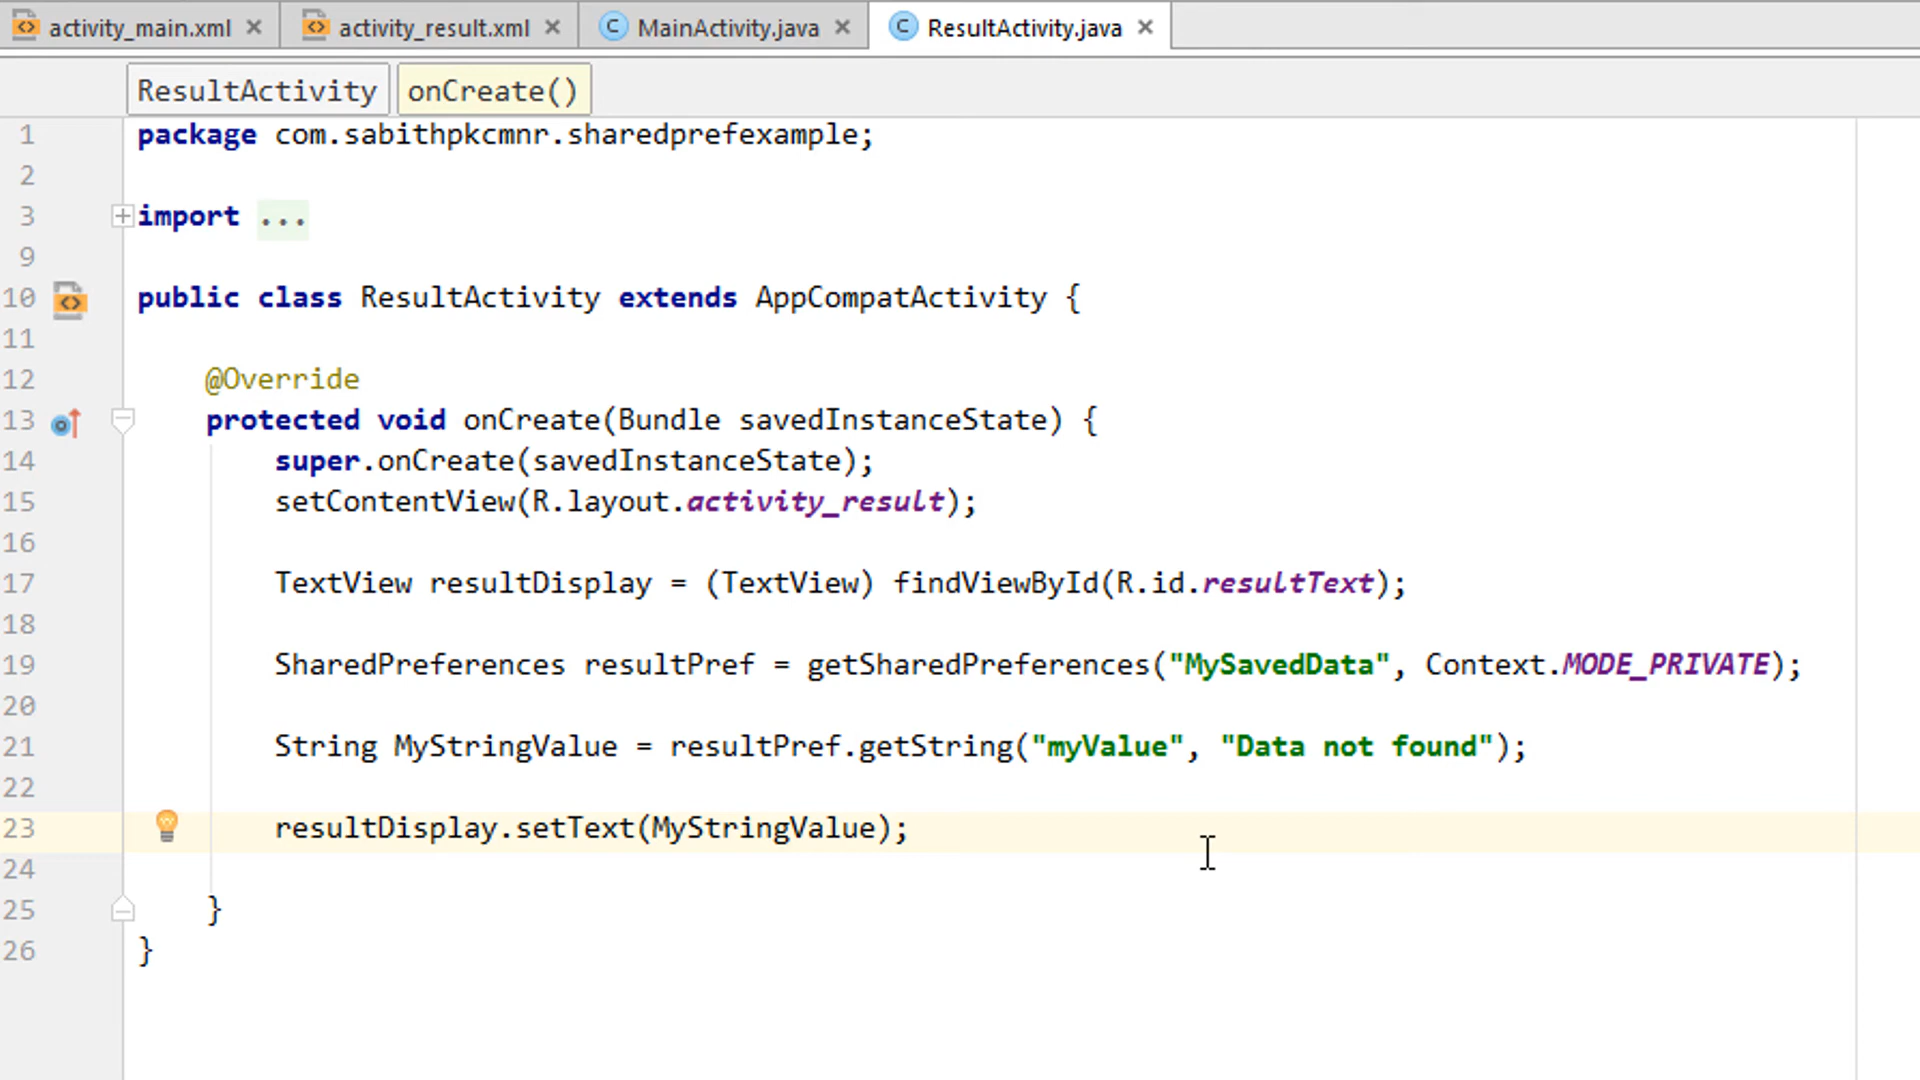 activity_main.xml activity_result.xml MainActivity.java ResultActivity.java
ResultActivity onCreate()
1 package com.sabithpkcmnr.sharedprefexample;
2
3 import ...
9
10 public class ResultActivity extends AppCompatActivity {
11
12 @Override
13 protected void onCreate(Bundle savedInstanceState) {
14 super.onCreate(savedInstanceState);
15 setContentView(R.layout.activity_result);
16
17 TextView resultDisplay = (TextView) findViewById(R.id.resultText);
18
19 SharedPreferences resultPref = getSharedPreferences("MySavedData", Context.MODE_PRIVATE);
20
21 String MyStringValue = resultPref.getString("myValue", "Data not found");
22
23 resultDisplay.setText(MyStringValue);
24
25 }
26 }